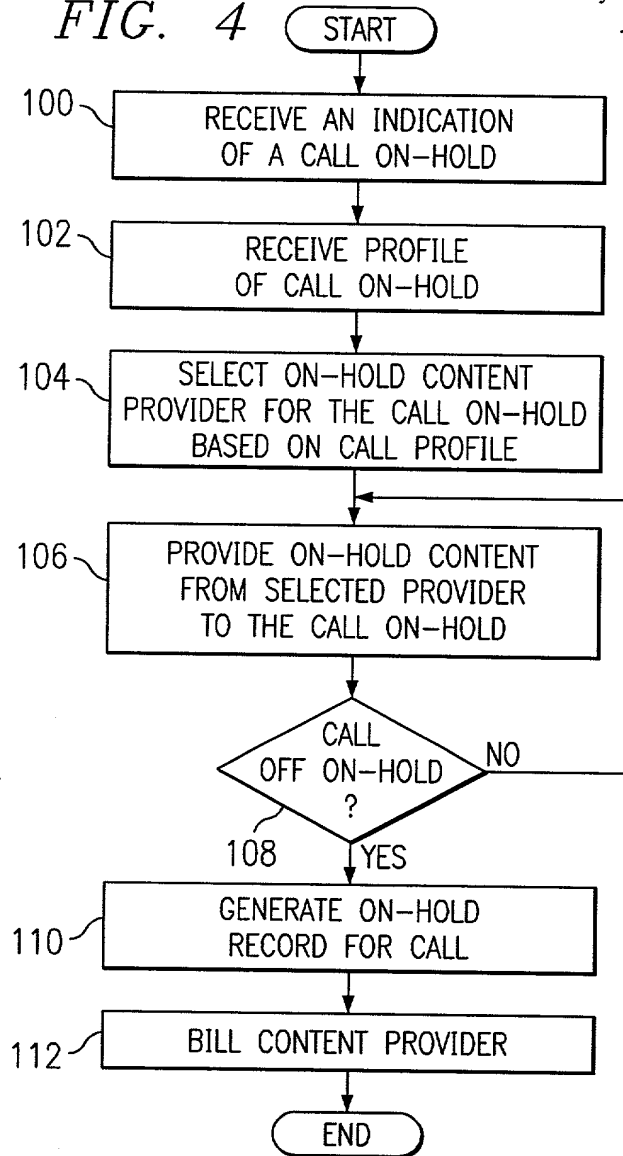 FIG. 4
START
100
RECEIVE AN INDICATION
OF A CALL ON-HOLD
102
RECEIVE PROFILE
OF CALL ON-HOLD
104
SELECT ON-HOLD CONTENT
PROVIDER FOR THE CALL ON-HOLD
BASED ON CALL PROFILE
106
PROVIDE ON-HOLD CONTENT
FROM SELECTED PROVIDER
TO THE CALL ON-HOLD
CALL
OFF ON-HOLD
?
NO
108
YES
110
GENERATE ON-HOLD
RECORD FOR CALL
112
BILL CONTENT PROVIDER
END